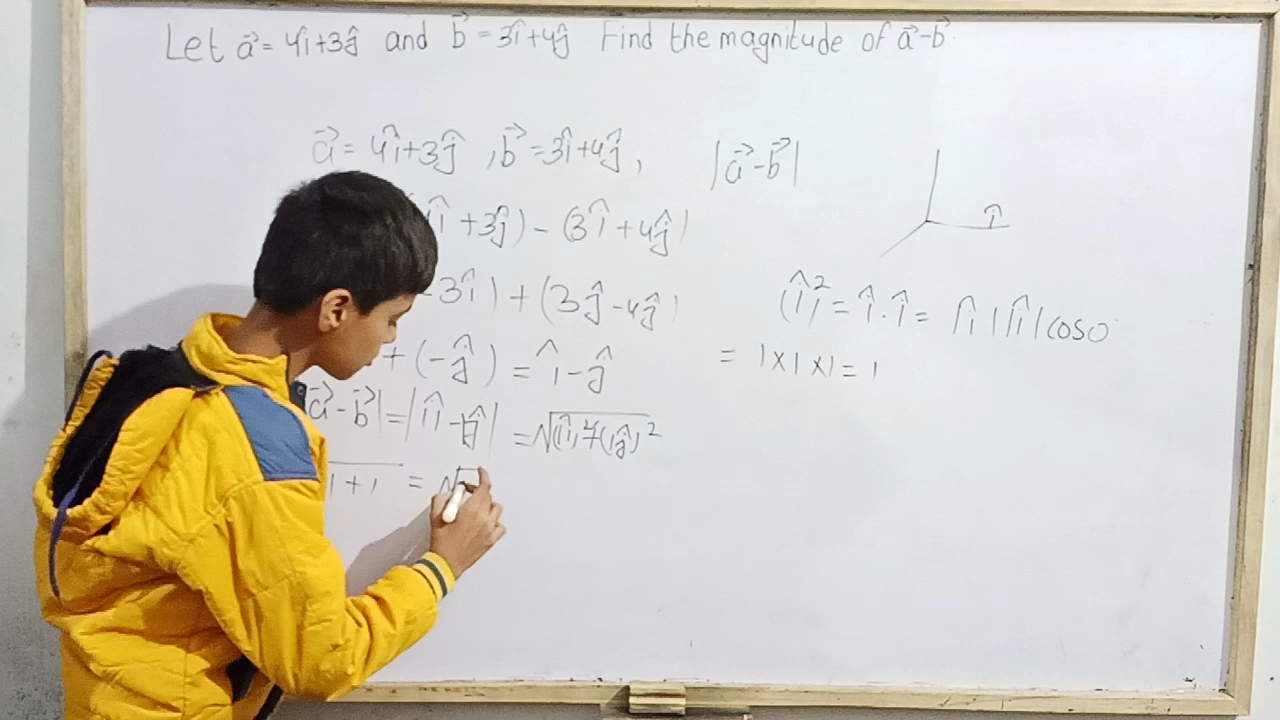 Let a⃗ = 4î+3ĵ and b⃗ = 3î+4ĵ Find the magnitude of a⃗-b⃗.
a⃗ = 4î+3ĵ , b⃗ = 3î+4ĵ , |a⃗-b⃗|
î + 3ĵ) - (3î + 4ĵ)
î
- 3î) + (3ĵ - 4ĵ)
(î)² = î . î = |î | |î| cos0
+ (-ĵ) = î - ĵ
= 1 x 1 x 1 = 1
a⃗ - b⃗| = | î - ĵ | = √(î)²+(ĵ)²
1 + 1 = √